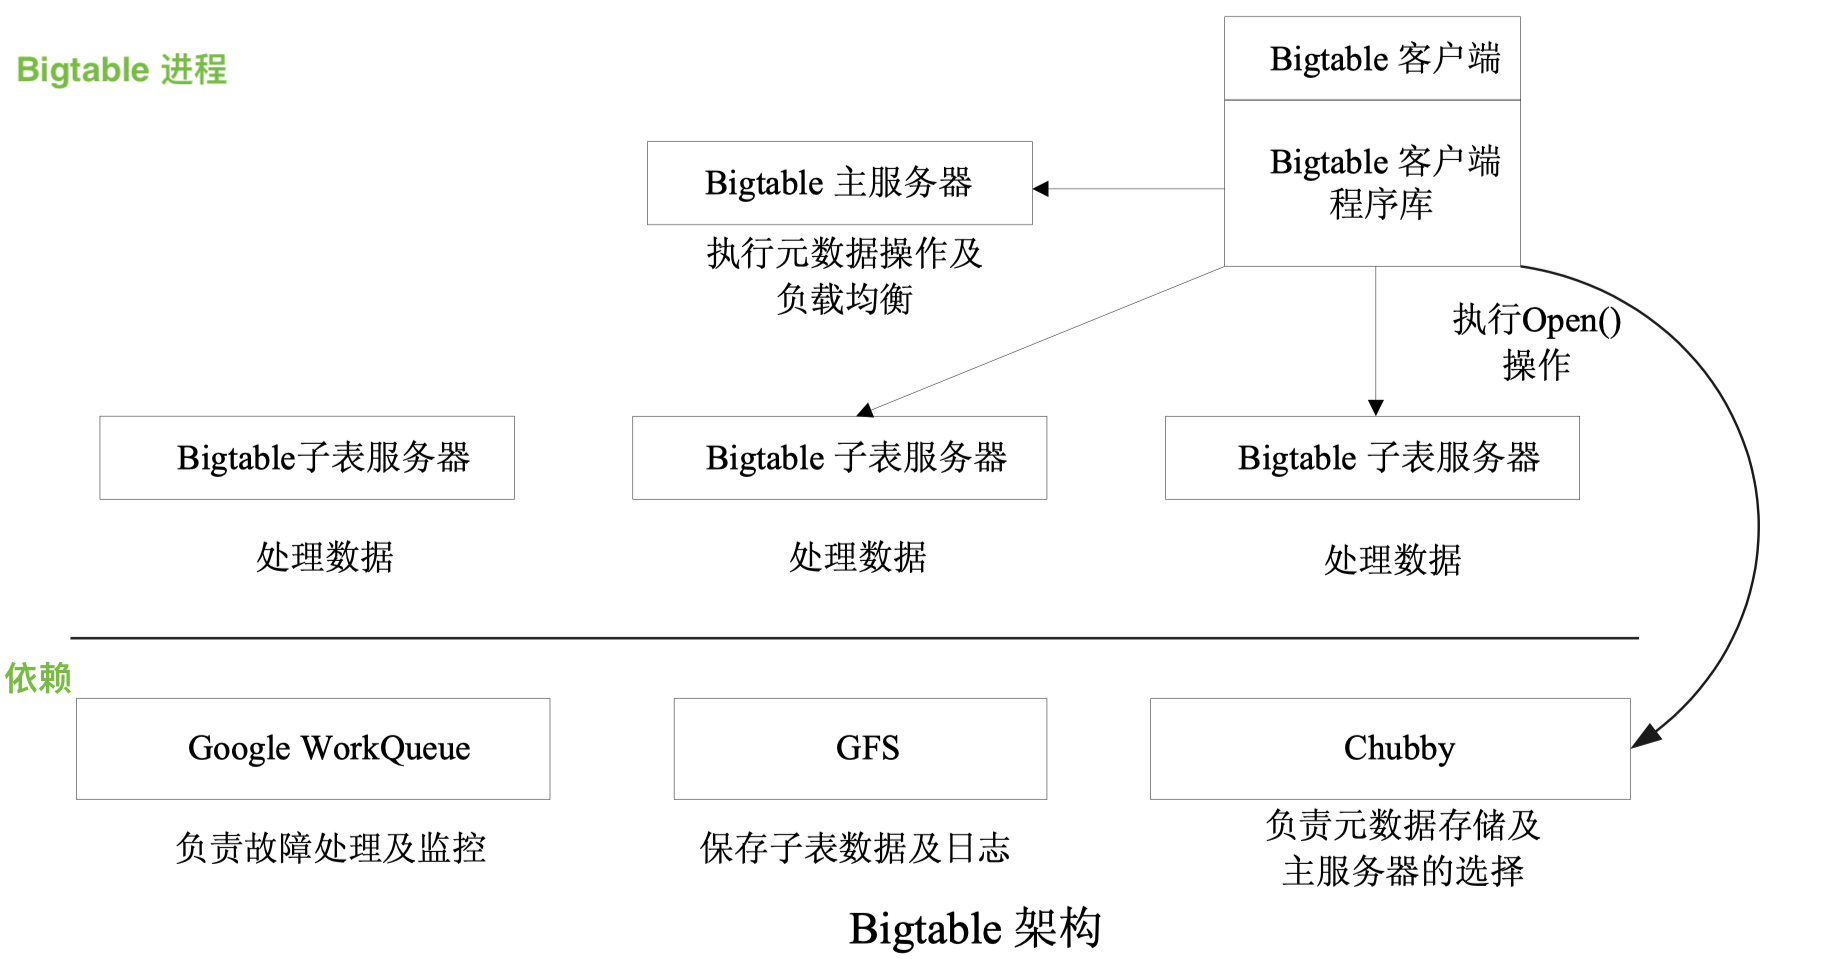 Bigtable 进程
Bigtable 客户端
Bigtable 客户端
程序库
Bigtable 主服务器
执行元数据操作及
负载均衡
执行Open()
操作
Bigtable子表服务器
Bigtable 子表服务器
Bigtable 子表服务器
处理数据
处理数据
处理数据
依赖
Google WorkQueue
GFS
Chubby
负责故障处理及监控
保存子表数据及日志
负责元数据存储及
主服务器的选择
Bigtable 架构